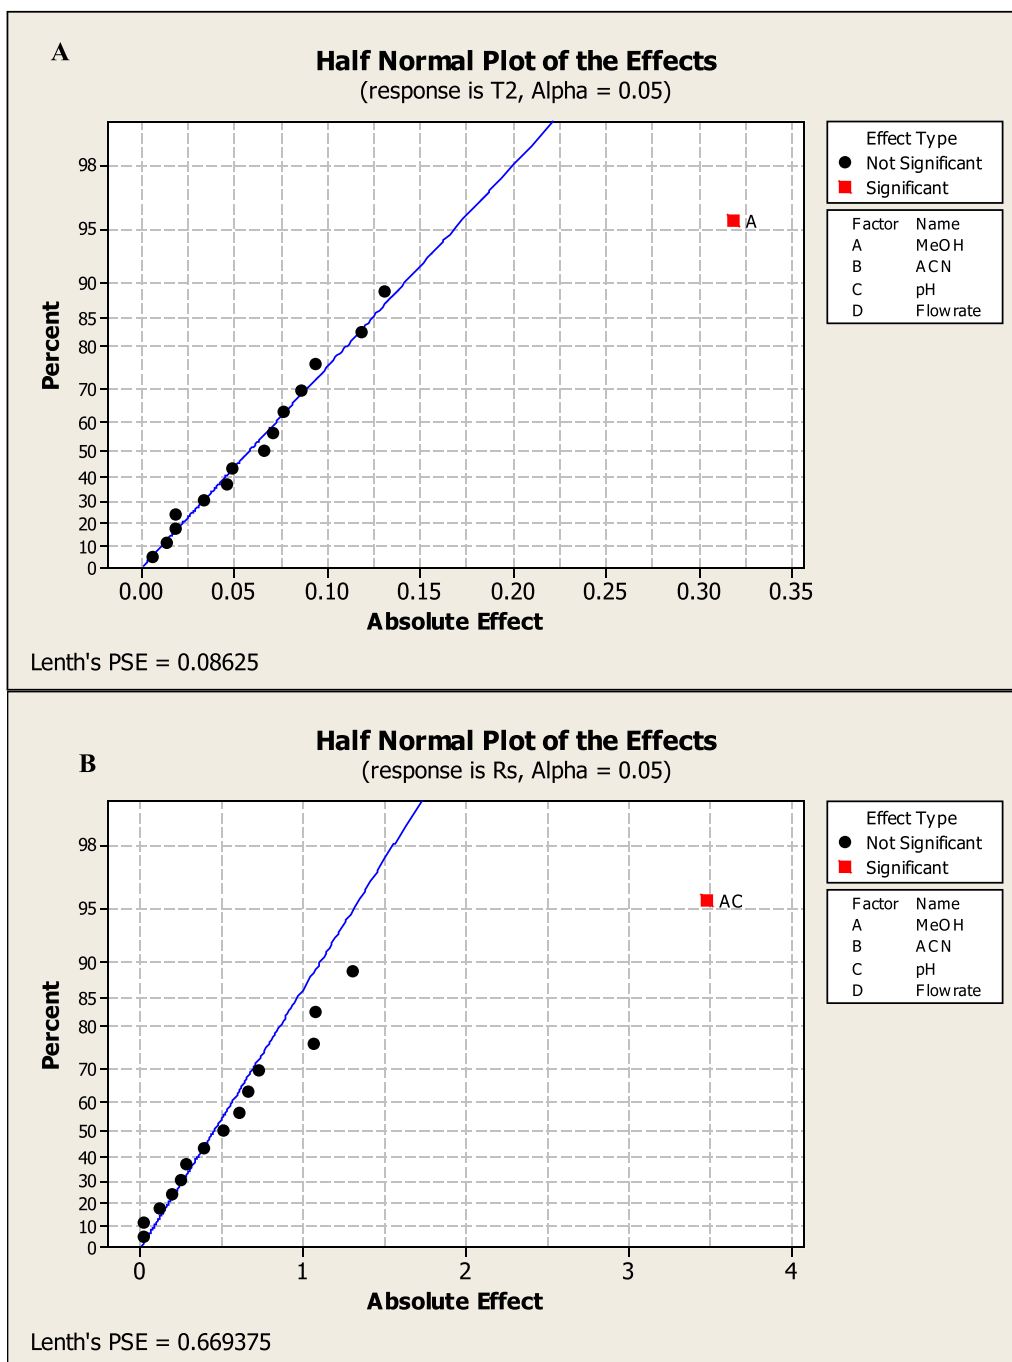 A
Half Normal Plot of the Effects
(response is T2, Alpha = 0.05)
98
95
90
85
80
70
60
50
40
30
20
10
0
Percent
A
0.00 0.05 0.10 0.15 0.20 0.25 0.30 0.35
Absolute Effect
Effect Type
Not Significant
Significant
Factor Name
A MeOH
B ACN
C pH
D Flowrate
Lenth's PSE = 0.08625
B
Half Normal Plot of the Effects
(response is Rs, Alpha = 0.05)
98
95
90
85
80
70
60
50
40
30
20
10
0
Percent
AC
0 1 2 3 4
Absolute Effect
Effect Type
Not Significant
Significant
Factor Name
A MeOH
B ACN
C pH
D Flowrate
Lenth's PSE = 0.669375